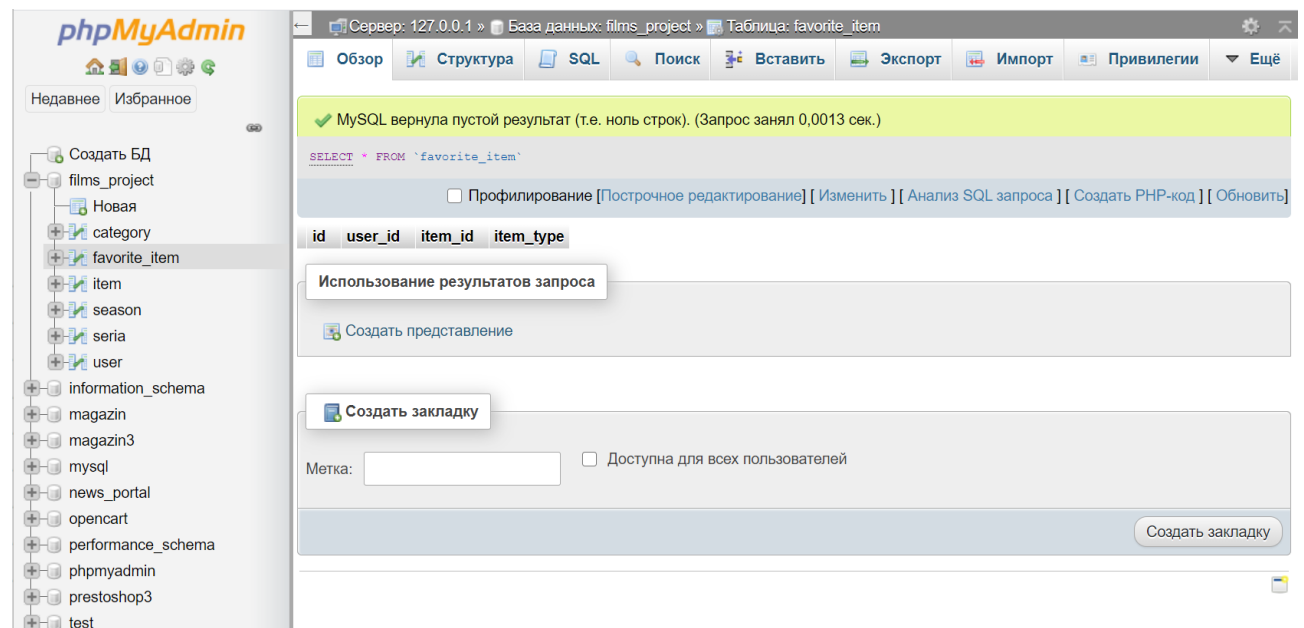 phpMyAdmin
Недавнее Избранное
Создать БД
films_project
Новая
category
favorite_item
item
season
seria
user
information_schema
magazin
magazin3
mysql
news_portal
opencart
performance_schema
phpmyadmin
prestoshop3
test
Сервер: 127.0.0.1 » База данных: films_project » Таблица: favorite_item
Обзор Структура SQL Поиск Вставить Экспорт Импорт Привилегии Ещё
MySQL вернула пустой результат (т.е. ноль строк). (Запрос занял 0,0013 сек.)
SELECT * FROM `favorite_item`
Профилирование [Построчное редактирование] [ Изменить ] [ Анализ SQL запроса ] [ Создать PHP-код ] [ Обновить]
id user_id item_id item_type
Использование результатов запроса
Создать представление
Создать закладку
Метка: Доступна для всех пользователей
Создать закладку